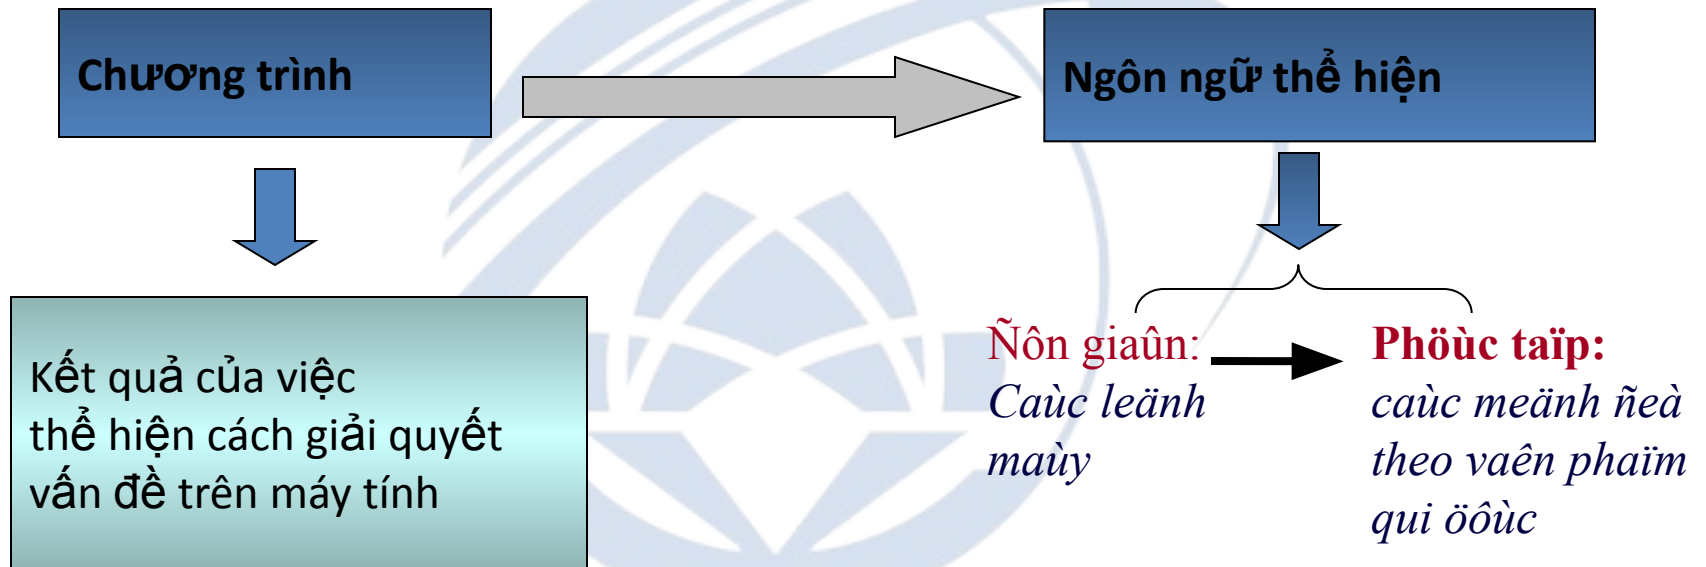 Chương trình
Ngôn ngữ thể hiện
Kết quả của việc
thể hiện cách giải quyết
vấn đề trên máy tính
Ñôn giaûn:
Caùc leänh
maùy
Phöùc taïp:
caùc meänh ñeà
theo vaên phaïm
qui öôùc